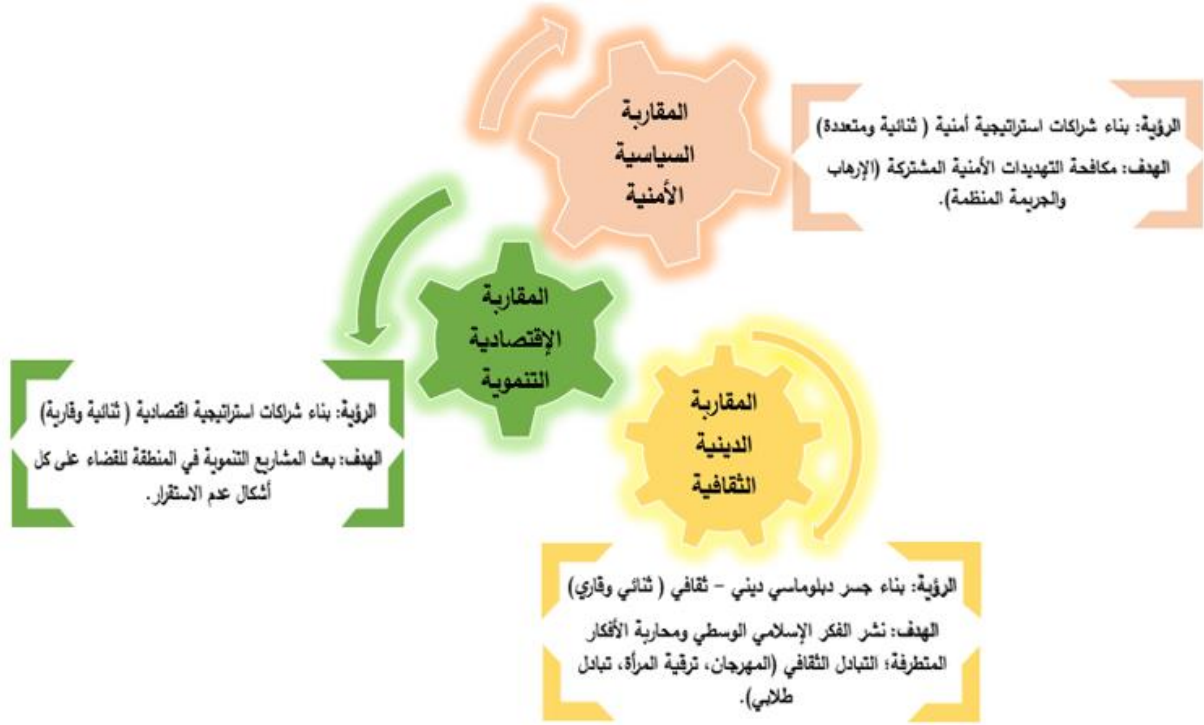 المقاربة
السياسية
الأمنية
الرؤية: بناء شراكات استراتيجية أمنية ( ثنائية ومتعددة)
الهدف: مكافحة التهديدات الأمنية المشتركة (الإرهاب
والجريمة المنظمة).
المقاربة
الإقتصادية
التنموية
الرؤية: بناء شراكات استراتيجية اقتصادية ( ثنائية وقارية)
الهدف: بعث المشاريع التنموية في المنطقة للقضاء على كل
أشكال عدم الاستقرار.
المقاربة
الدينية
الثقافية
الرؤية: بناء جسر دبلوماسي ديني – ثقافي ( ثنائي وقاري)
الهدف: نشر الفكر الإسلامي الوسطي ومحاربة الأفكار
المتطرفة؛ التبادل الثقافي (المهرجان، ترقية المرأة، تبادل
طلابي).